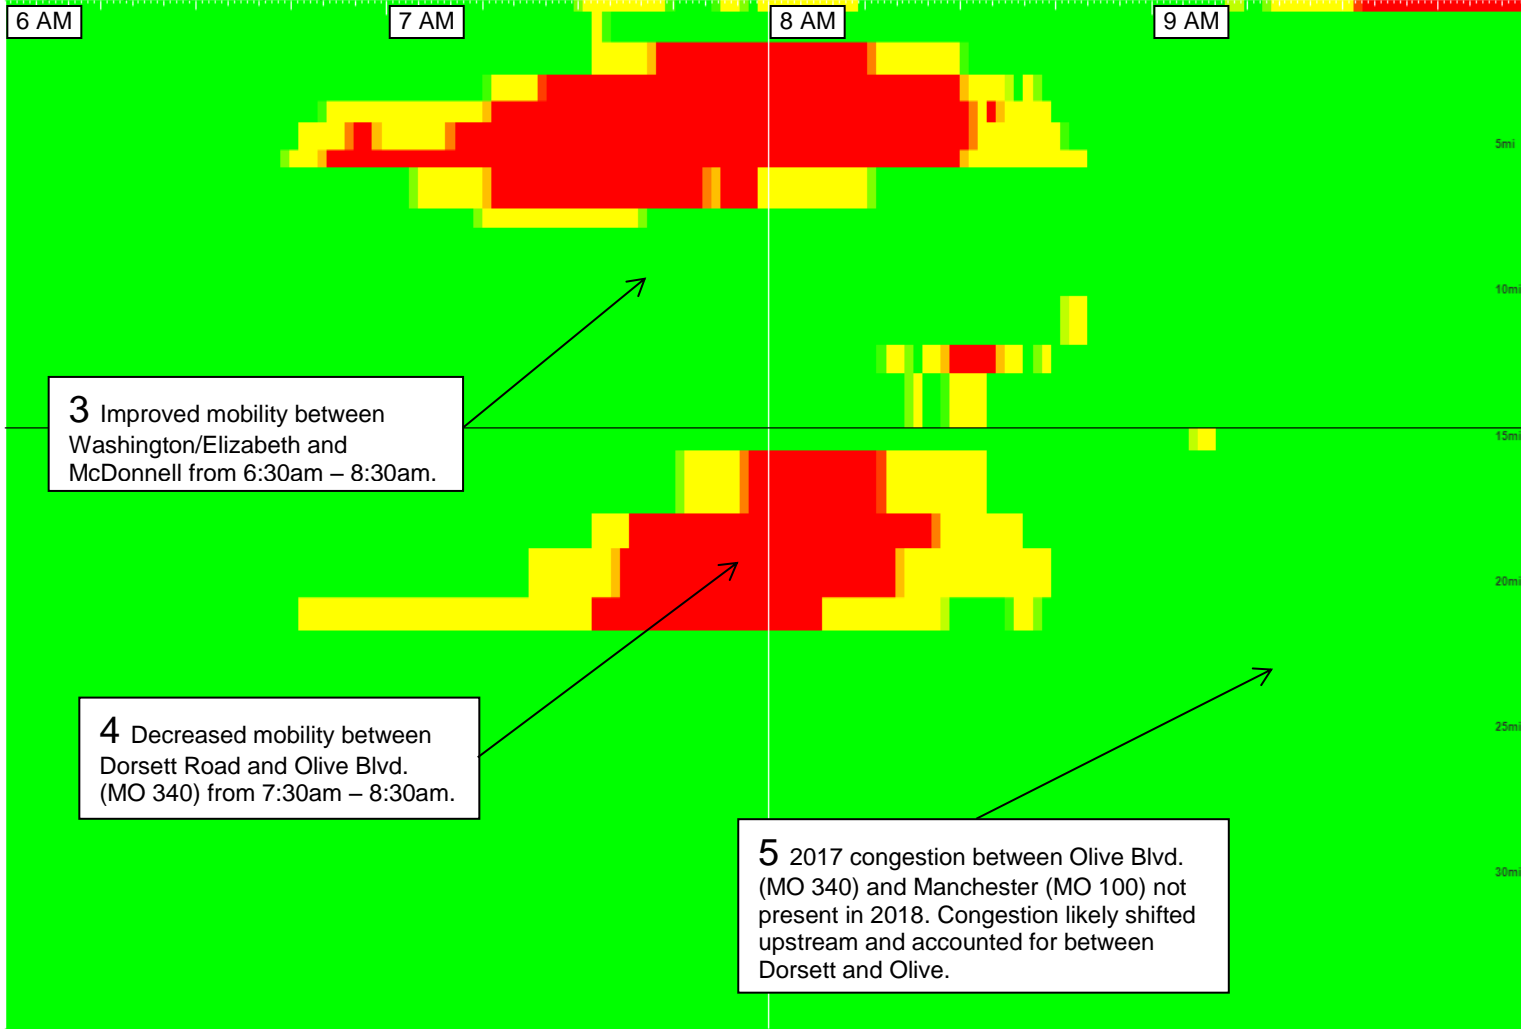 6 AM
7 AM
8 AM
9 AM
5mi
10mi
3 Improved mobility between
Washington/Elizabeth and
McDonnell from 6:30am – 8:30am.
15mi
20mi
4 Decreased mobility between
Dorsett Road and Olive Blvd.
(MO 340) from 7:30am – 8:30am.
25mi
5 2017 congestion between Olive Blvd.
(MO 340) and Manchester (MO 100) not
present in 2018. Congestion likely shifted
upstream and accounted for between
Dorsett and Olive.
30mi